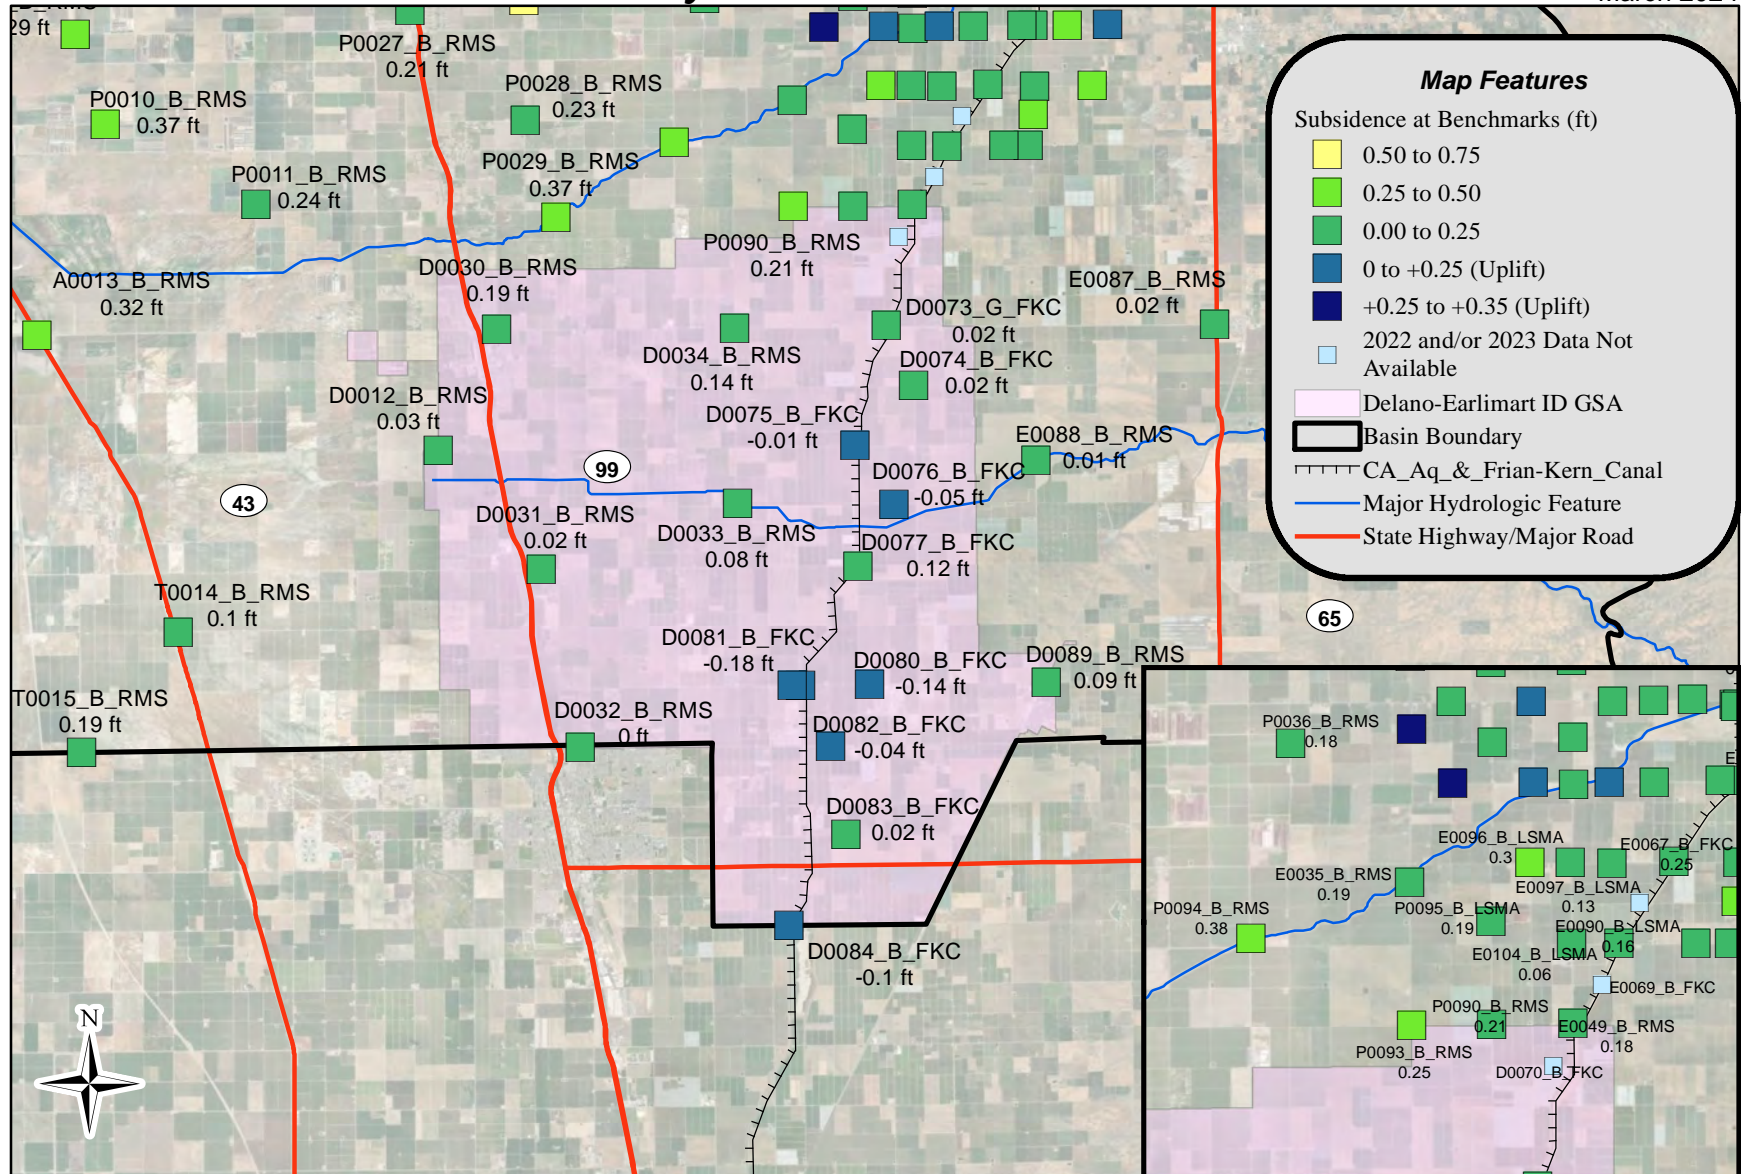 29 ft
P0027_B_RMS
0.21 ft
P0028_B_RMS
0.23 ft
P0010_B_RMS
0.37 ft
P0029_B_RMS
0.37 ft
P0011_B_RMS
0.24 ft
A0013_B_RMS
0.32 ft
D0030_B_RMS
0.19 ft
P0090_B_RMS
0.21 ft
E0087_B_RMS
0.02 ft
D0073_G_FKC
0.02 ft
D0034_B_RMS
0.14 ft
D0074_B_FKC
0.02 ft
D0012_B_RMS
0.03 ft
D0075_B_FKC
-0.01 ft
E0088_B_RMS
0.01 ft
D0076_B_FKC
-0.05 ft
99
43
D0031_B_RMS
0.02 ft
D0033_B_RMS
0.08 ft
D0077_B_FKC
0.12 ft
T0014_B_RMS
0.1 ft
65
D0081_B_FKC
-0.18 ft
D0080_B_FKC
-0.14 ft
D0089_B_RMS
0.09 ft
T0015_B_RMS
0.19 ft
D0032_B_RMS
0 ft
D0082_B_FKC
-0.04 ft
D0083_B_FKC
0.02 ft
D0084_B_FKC
-0.1 ft
N
Map Features
Subsidence at Benchmarks (ft)
0.50 to 0.75
0.25 to 0.50
0.00 to 0.25
0 to +0.25 (Uplift)
+0.25 to +0.35 (Uplift)
2022 and/or 2023 Data Not
Available
Delano-Earlimart ID GSA
Basin Boundary
CA_Aq_&_Frian-Kern_Canal
Major Hydrologic Feature
State Highway/Major Road
P0036_B_RMS
0.18
E0096_B_LSMA
0.3
E0067_B_FKC
0.25
E0035_B_RMS
0.19
E0097_B_LSMA
0.13
P0094_B_RMS
0.38
P0095_B_LSMA
0.19
E0090_B_LSMA
0.16
E0104_B_LSMA
0.06
E0069_B_FKC
P0090_B_RMS
0.21
E0049_B_RMS
0.18
P0093_B_RMS
0.25
D0070_B_FKC